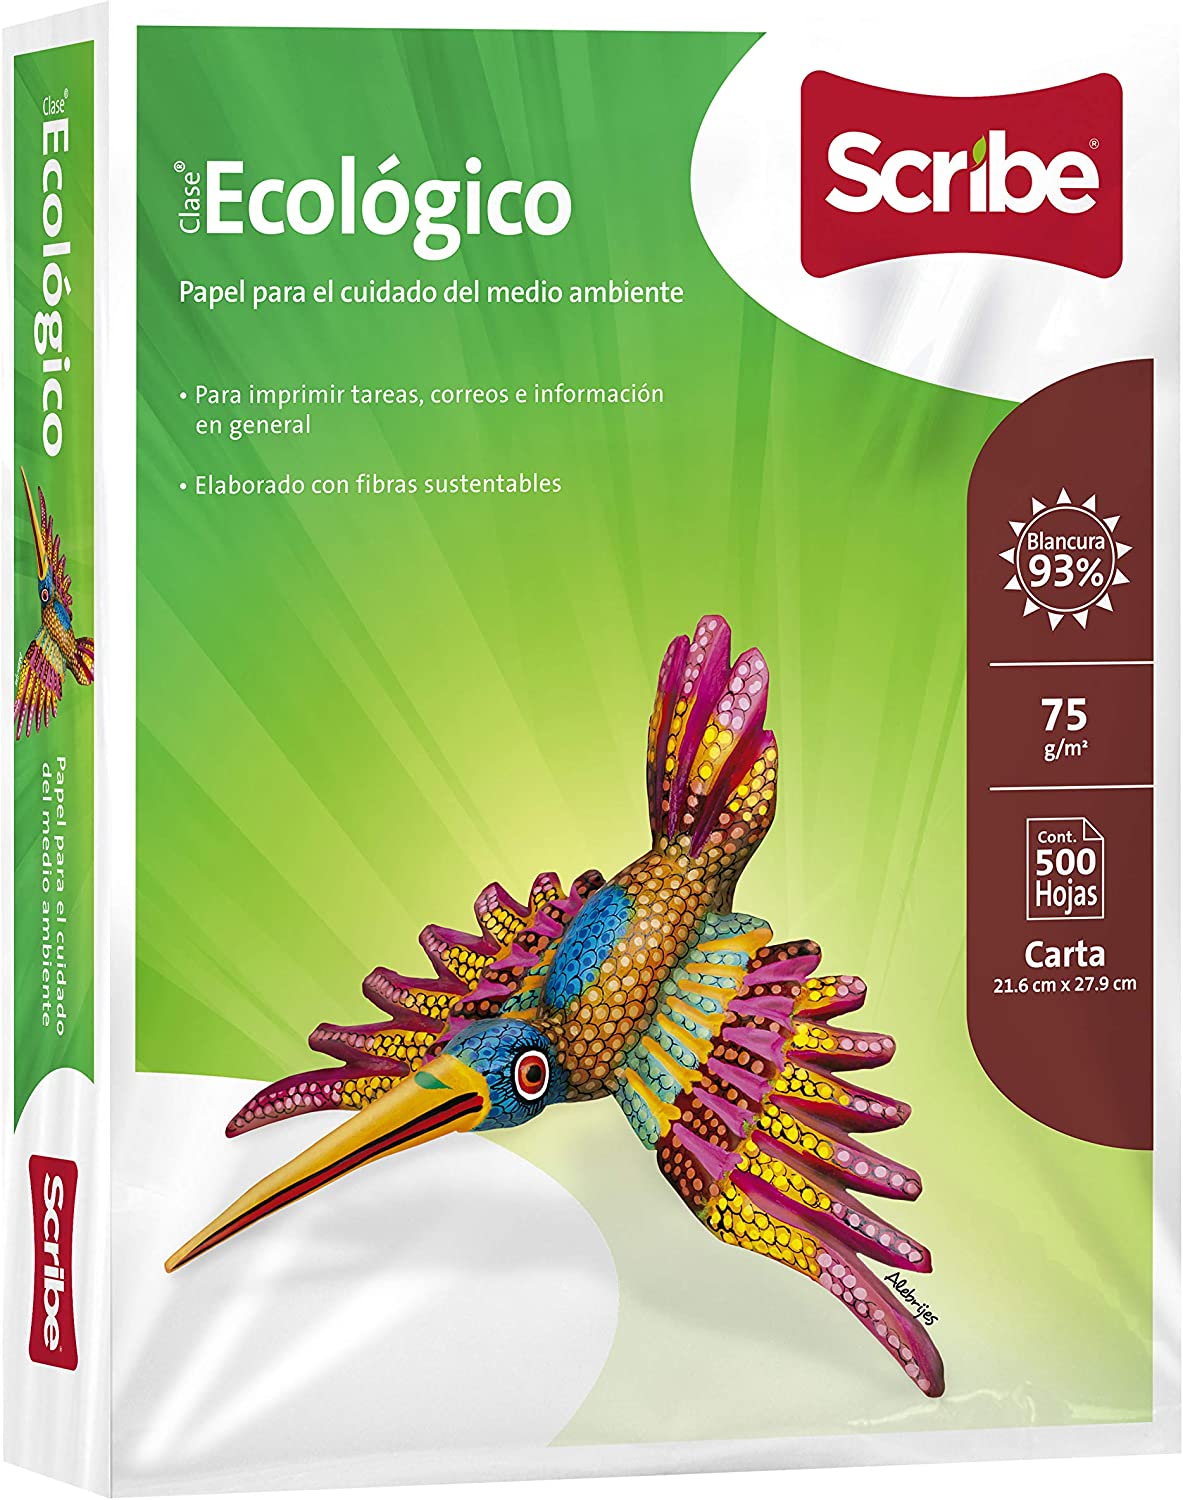 Clase®
Ecológico
Papel para el cuidado del medio ambiente
• Para imprimir tareas, correos e información
en general
• Elaborado con fibras sustentables
Scribe®
Blancura
93%
75
g/m²
Cont.
500
Hojas
Carta
21.6 cm x 27.9 cm
Alebrijes
Clase®
Ecológico
Papel para el cuidado
del medio ambiente
Scribe